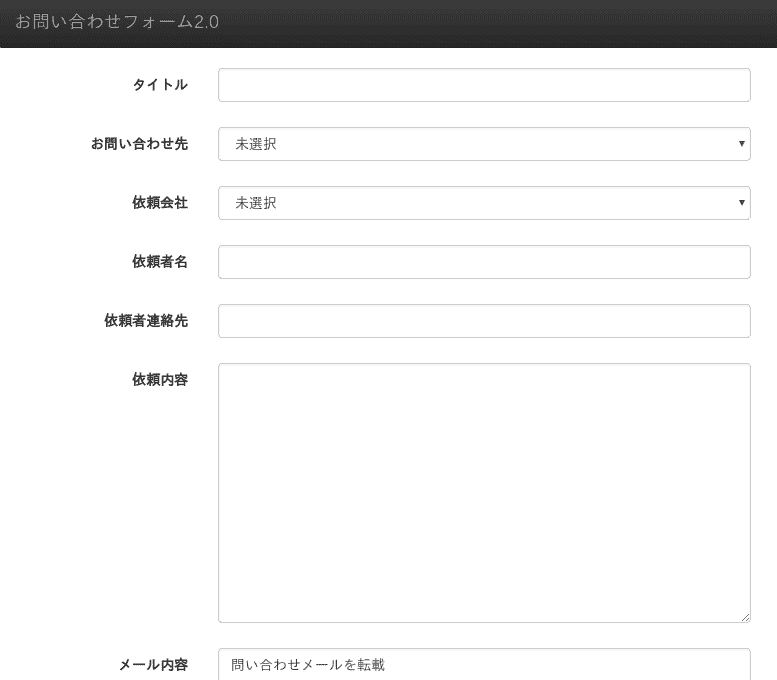 お問い合わせフォーム2.0
タイトル
お問い合わせ先 未選択
依頼会社 未選択
依頼者名
依頼者連絡先
依頼内容
メール内容 問い合わせメールを転載